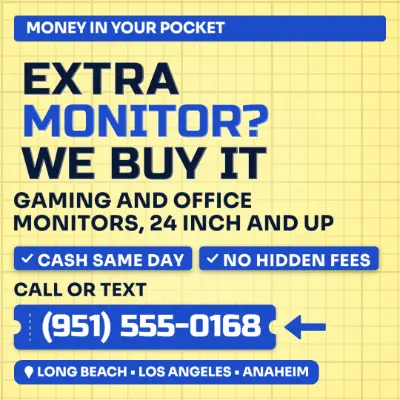 MONEY IN YOUR POCKET
EXTRA
MONITOR?
WE BUY IT
GAMING AND OFFICE
MONITORS, 24 INCH AND UP
✓ CASH SAME DAY ✓ NO HIDDEN FEES
CALL OR TEXT
(951) 555-0168
LONG BEACH • LOS ANGELES • ANAHEIM